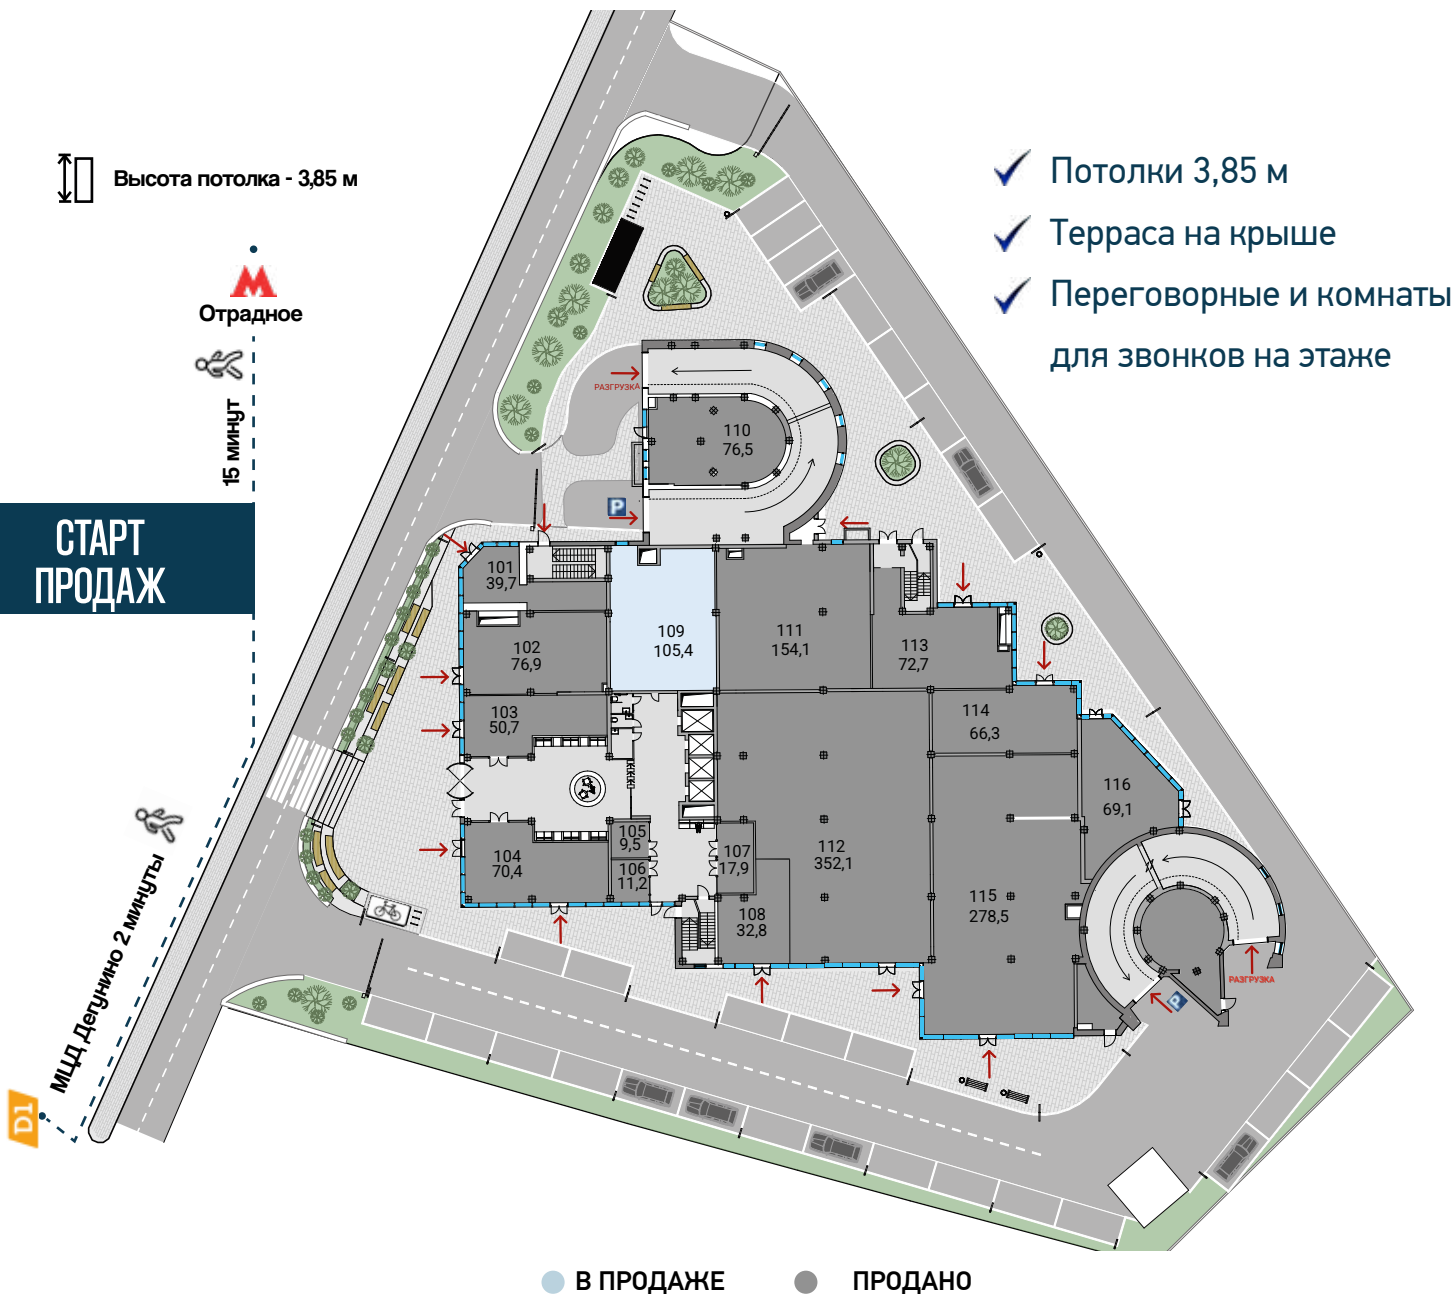 Высота потолка - 3,85 м
Потолки 3,85 м
Терраса на крыше
Переговорные и комнаты
для звонков на этаже
М
Отрадное
15 минут
СТАРТ
ПРОДАЖ
МЦД Дегунино 2 минуты
D1
РАЗГРУЗКА
P
110
76,5
101
39,7
102
76,9
103
50,7
104
70,4
105
9,5
106
11,2
107
17,9
108
32,8
109
105,4
111
154,1
112
352,1
113
72,7
114
66,3
115
278,5
116
69,1
P
РАЗГРУЗКА
В ПРОДАЖЕ
ПРОДАНО